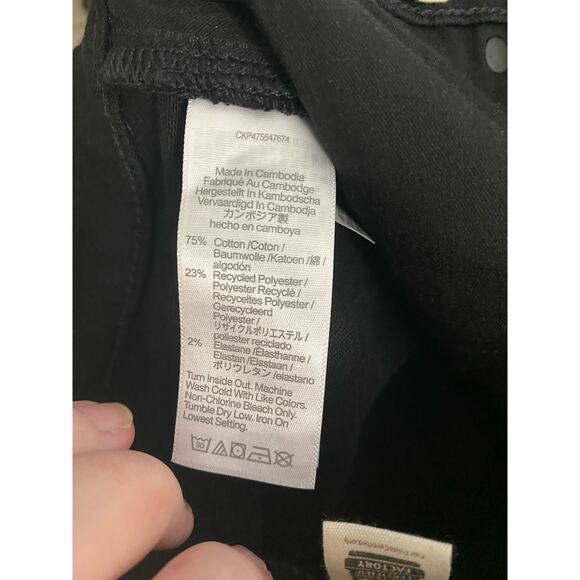 CKP475547674
Made In Cambodia
Fabriqué Au Cambodge
Hergestellt In Kambodscha
Vervaardigd In Cambodja
カンボジア製
hecho en camboya
75% Cotton /Coton /
Baumwolle /Katoen /綿 /
algodón
23% Recycled Polyester /
Polyester Recyclé /
Recyceltes Polyester /
Gerecycleerd
Polyester /
リサイクルポリエステル /
poliester reciclado
2% Elastane /Élasthanne /
Elastan /Elastaan /
ポリウレタン /elastano
Turn Inside Out. Machine
Wash Cold With Like Colors.
Non-Chlorine Bleach Only.
Tumble Dry Low. Iron On
Lowest Setting.
30
FairTradeCertified.org
FACTORY